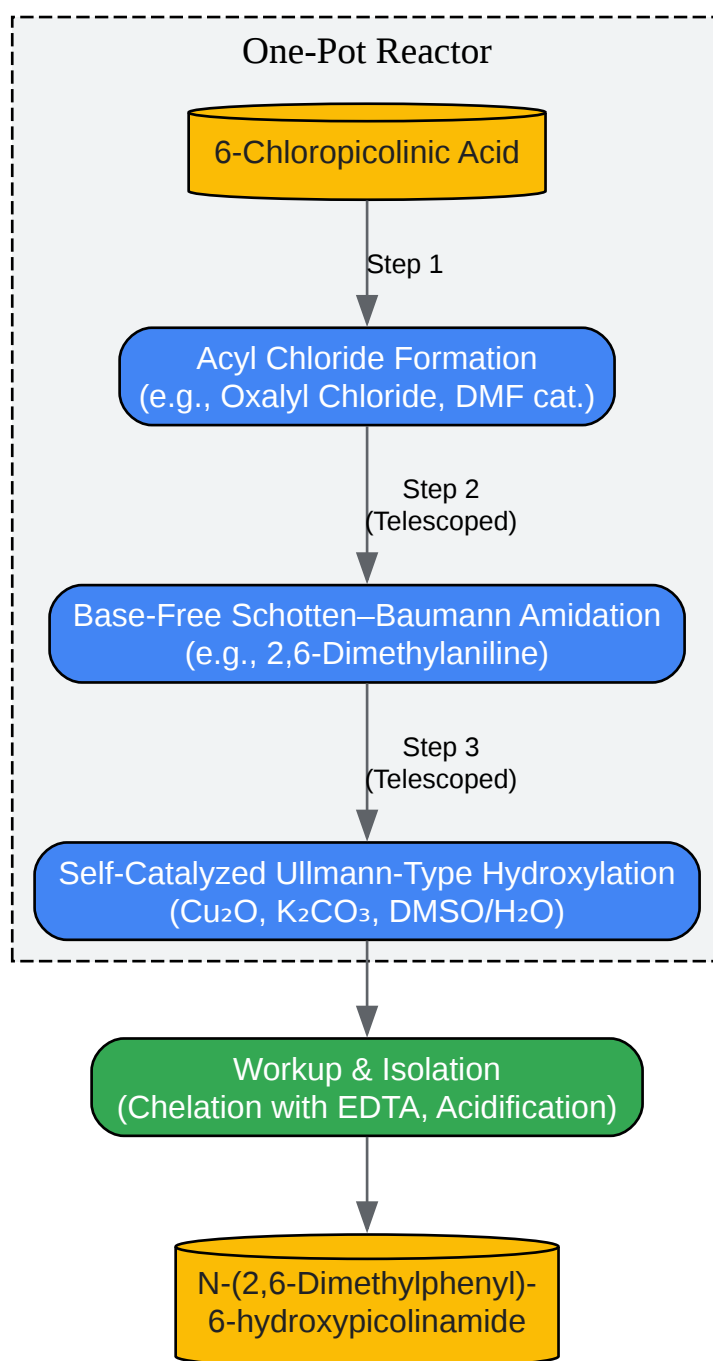 One-Pot Reactor
6-Chloropicolinic Acid
Step 1
Acyl Chloride Formation
(e.g., Oxalyl Chloride, DMF cat.)
Step 2
(Telescoped)
Base-Free Schotten–Baumann Amidation
(e.g., 2,6-Dimethylaniline)
Step 3
(Telescoped)
Self-Catalyzed Ullmann-Type Hydroxylation
(Cu₂O, K₂CO₃, DMSO/H₂O)
Workup & Isolation
(Chelation with EDTA, Acidification)
N-(2,6-Dimethylphenyl)-
6-hydroxypicolinamide